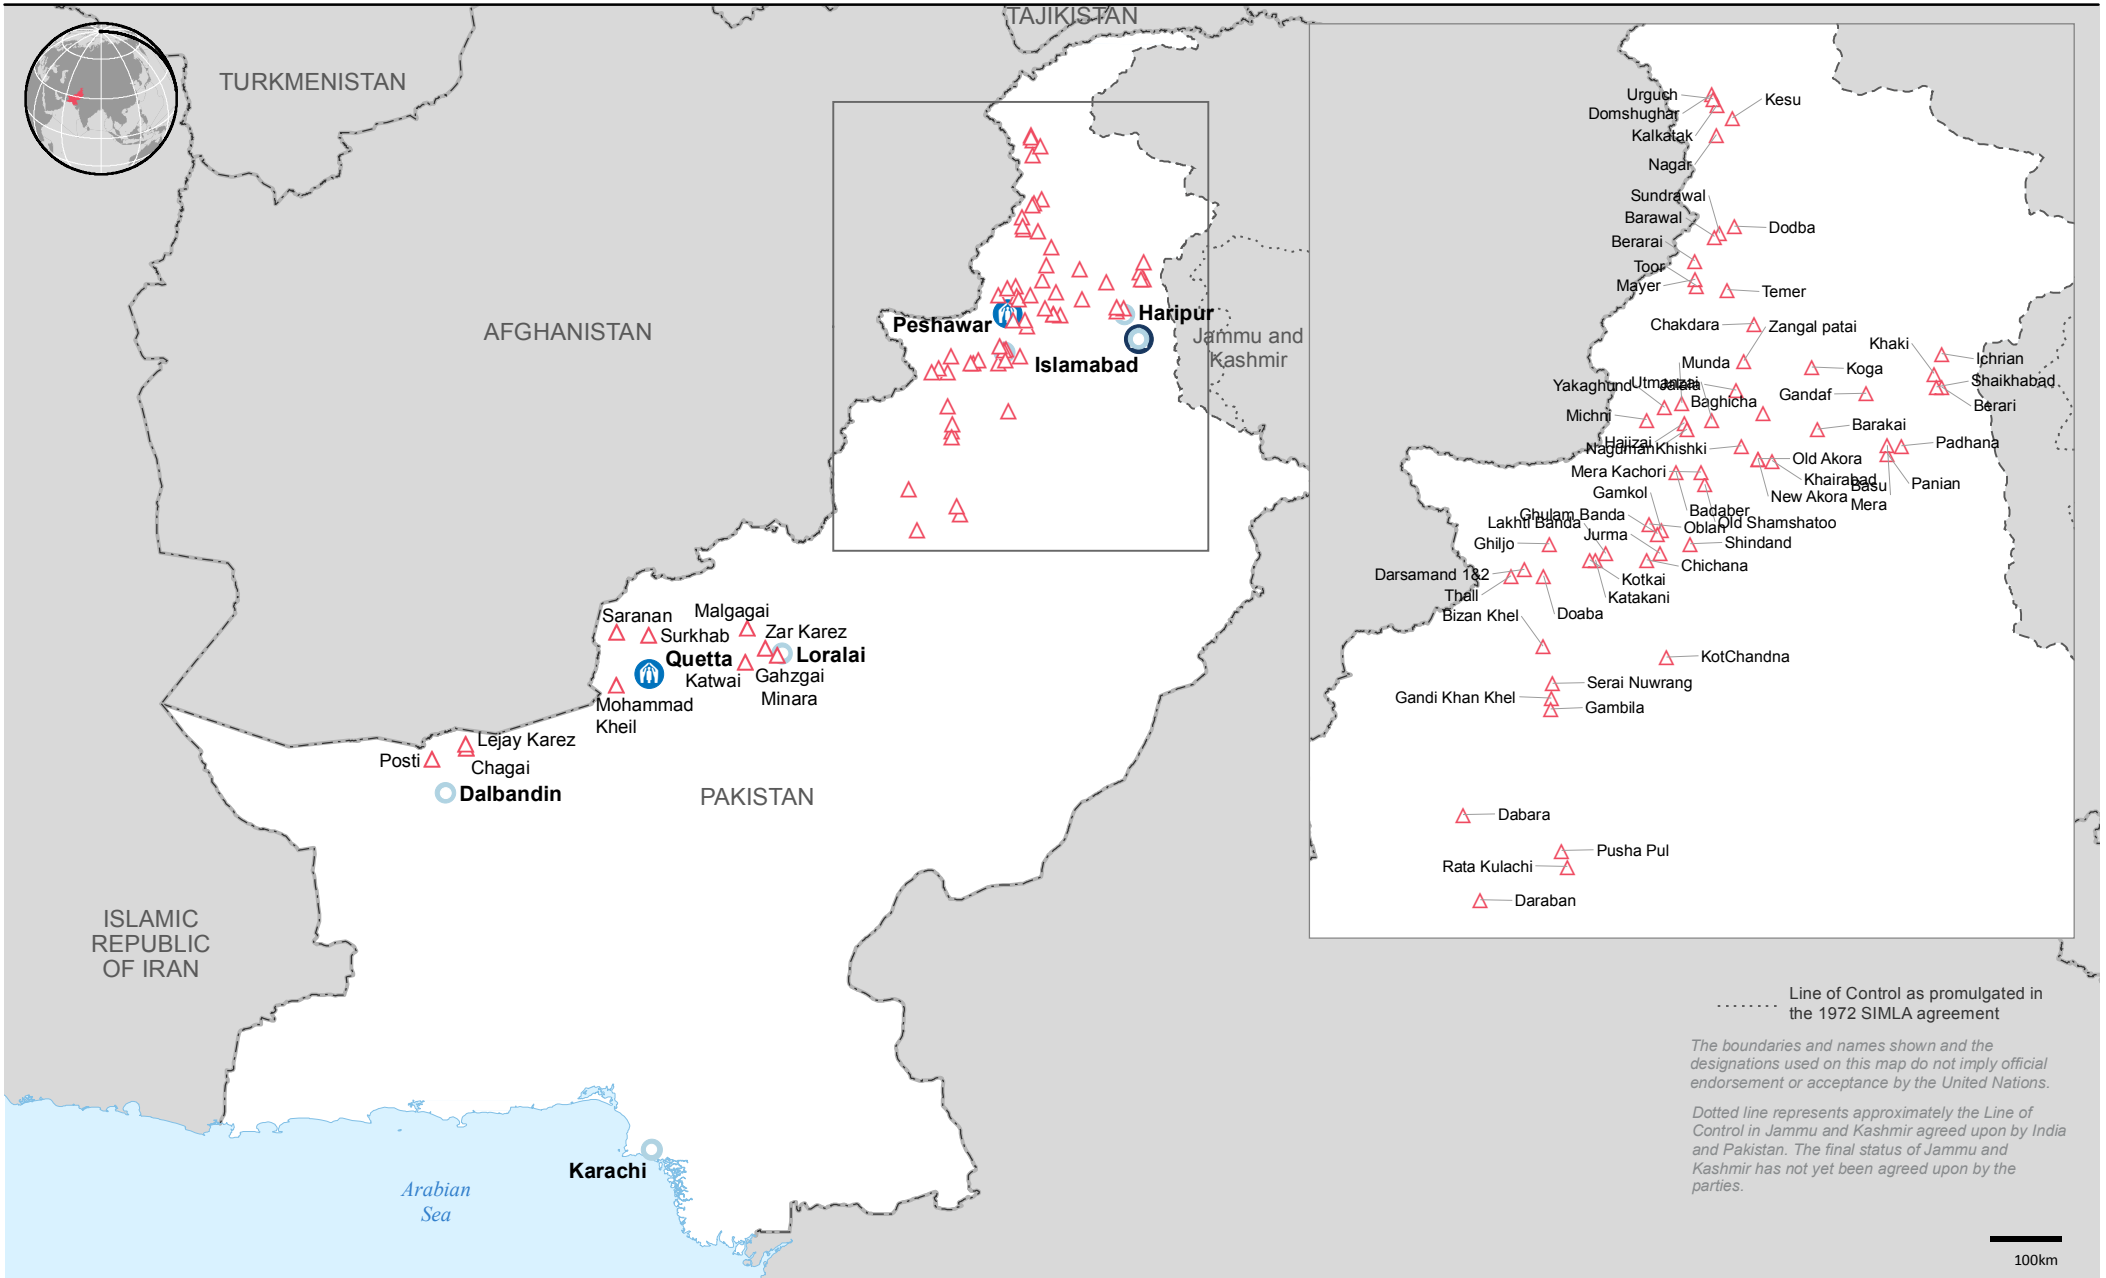 TAJIKISTAN
TURKMENISTAN
AFGHANISTAN
Peshawar
Haripur
Islamabad
Jammu and
Kashmir
Saranan
Malgagai
Surkhab
Zar Karez
Quetta
Loralai
Katwai
Gahzgai
Minara
Mohammad
Kheil
Lejay Karez
Posti
Chagai
Dalbandin
PAKISTAN
ISLAMIC
REPUBLIC
OF IRAN
Karachi
Arabian
Sea
Urguch
Kesu
Domshughar
Kalkatak
Nagar
Sundrawal
Barawal
Dodba
Berarai
Toor
Mayer
Temer
Chakdara
Zangal patai
Khaki
Ichrian
Munda
Koga
Shaikhabad
Yakaghund
Utmanzai
Jalala
Gandaf
Baghicha
Berari
Michni
Barakai
Hajizai
Naguman
Khishki
Padhana
Old Akora
Mera Kachori
Khairabad
Basu
Mera
Panian
Gamkol
New Akora
Badaber
Ghulam Banda
Lakhti Banda
Oblan
Old Shamshatoo
Jurma
Ghiljo
Shindand
Chichana
Darsamand 1&2
Kotkai
Thall
Katakani
Bizan Khel
Doaba
KotChandna
Serai Nuwrang
Gandi Khan Khel
Gambila
Dabara
Pusha Pul
Rata Kulachi
Daraban
Line of Control as promulgated in
the 1972 SIMLA agreement
The boundaries and names shown and the
designations used on this map do not imply official
endorsement or acceptance by the United Nations.
Dotted line represents approximately the Line of
Control in Jammu and Kashmir agreed upon by India
and Pakistan. The final status of Jammu and
Kashmir has not yet been agreed upon by the
parties.
100km